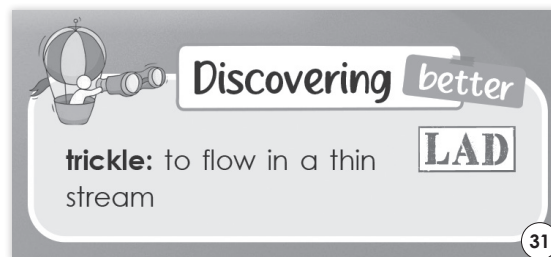 Discovering better
trickle: to flow in a thin
stream
LAD
31